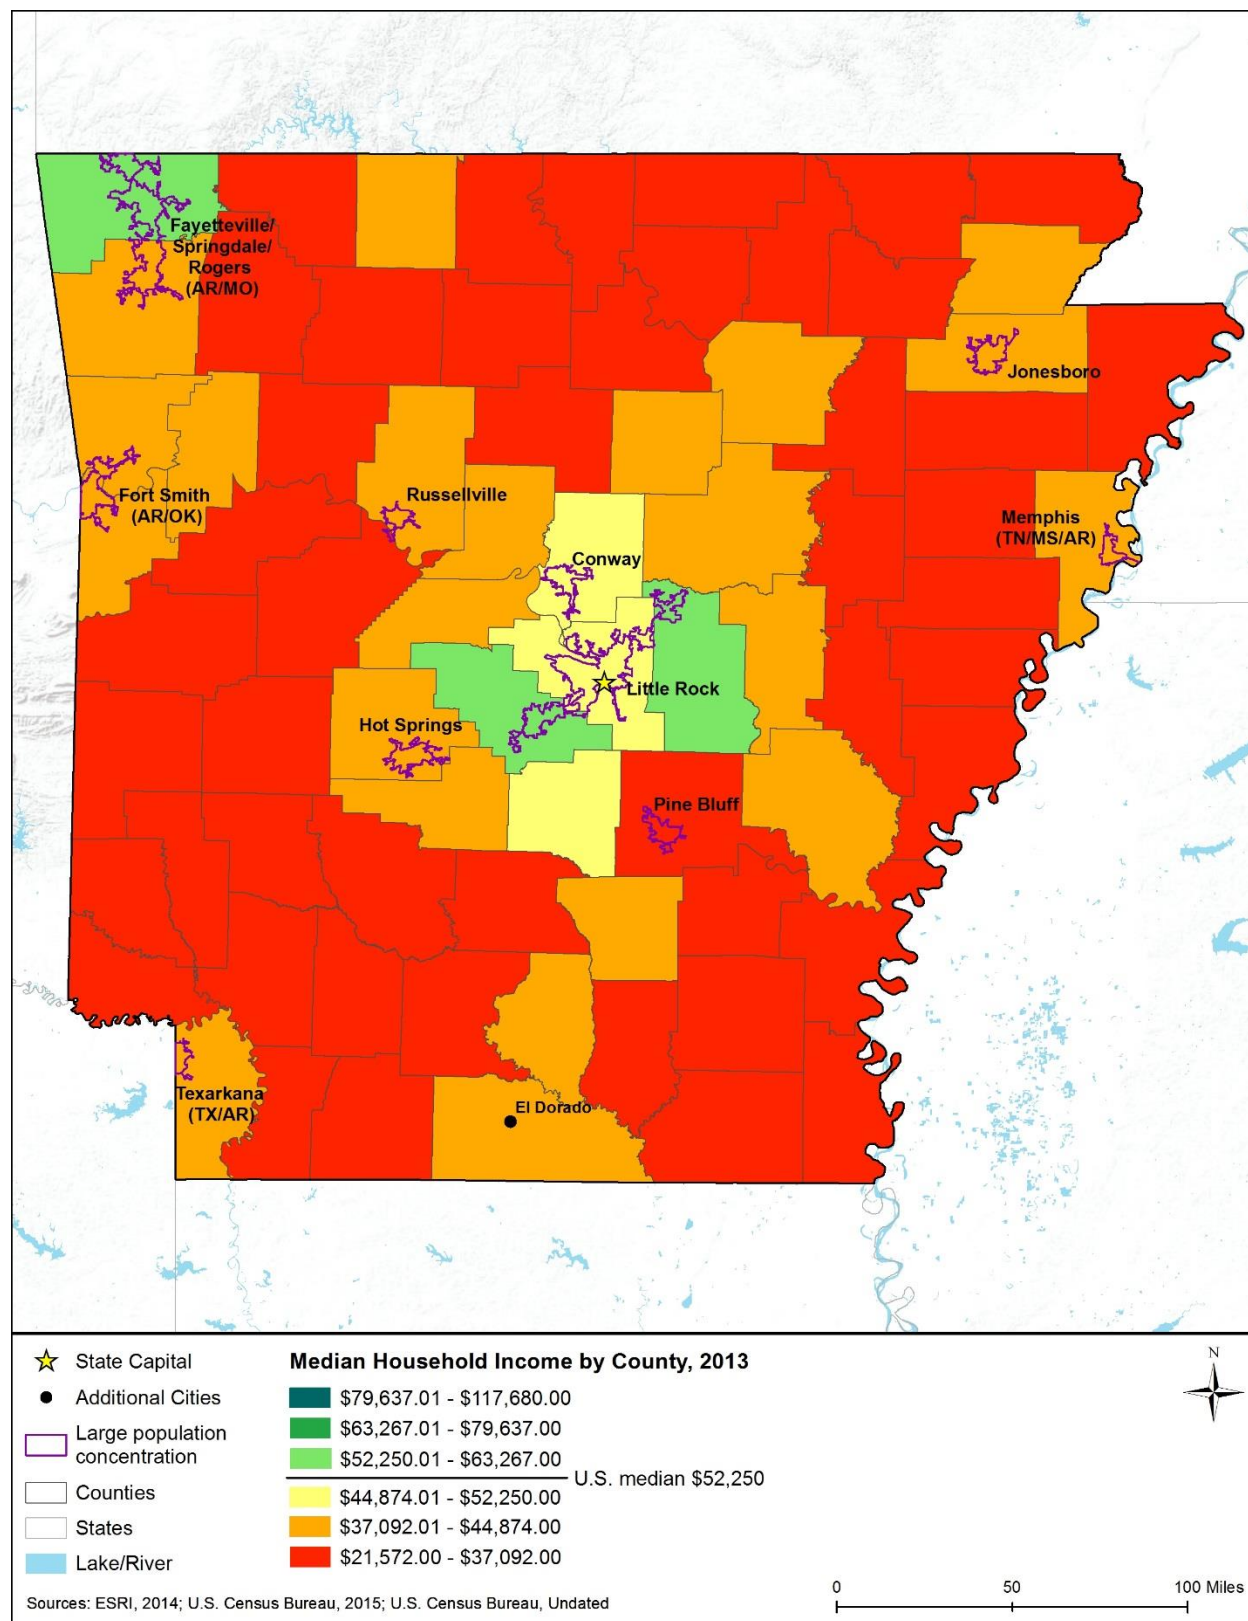 Fayetteville/
Springdale/
Rogers
(AR/MO)
Jonesboro
Fort Smith
(AR/OK)
Russellville
Memphis
(TN/MS/AR)
Conway
Little Rock
Hot Springs
Pine Bluff
Texarkana
(TX/AR)
El Dorado
State Capital
Additional Cities
Large population
concentration
Counties
States
Lake/River
Median Household Income by County, 2013
$79,637.01 - $117,680.00
$63,267.01 - $79,637.00
$52,250.01 - $63,267.00
U.S. median $52,250
$44,874.01 - $52,250.00
$37,092.01 - $44,874.00
$21,572.00 - $37,092.00
N
0 50 100 Miles
Sources: ESRI, 2014; U.S. Census Bureau, 2015; U.S. Census Bureau, Undated